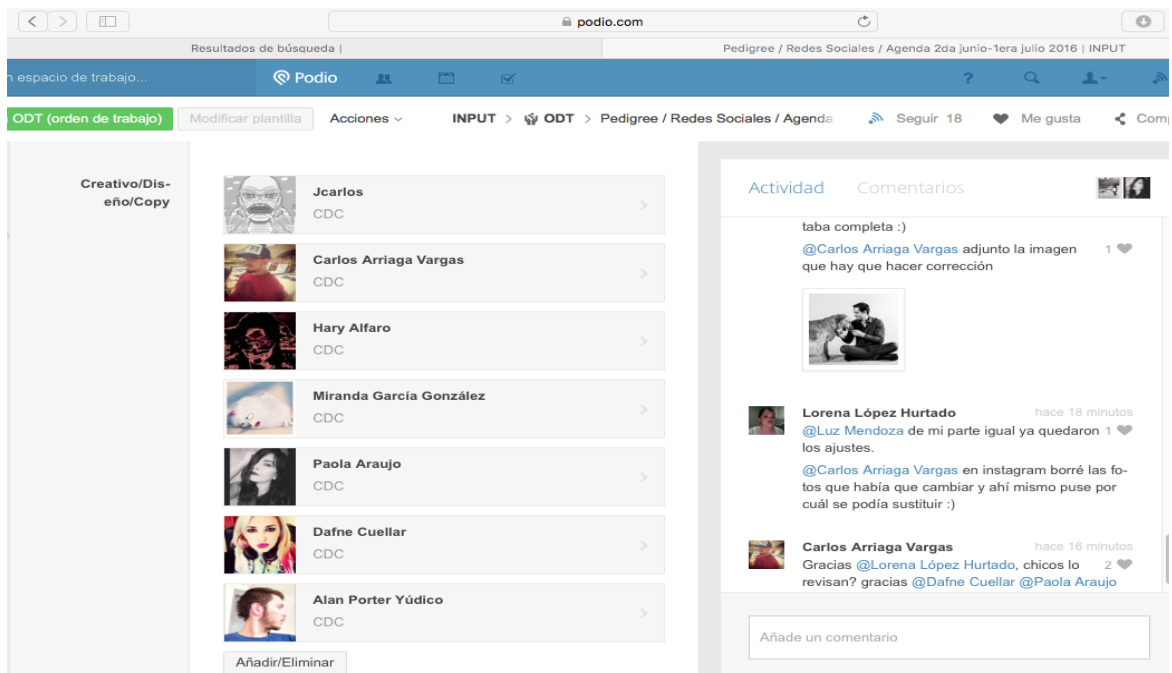 podio.com
Resultados de búsqueda |
Pedigree / Redes Sociales / Agenda 2da junio-1era julio 2016 | INPUT
n espacio de trabajo...
Podio
?
ODT (orden de trabajo)
Modificar plantilla
Acciones
INPUT > ODT > Pedigree / Redes Sociales / Agenda
Seguir 18
Me gusta
Comp
Creativo/Dis-
eño/Copy
Jcarlos
CDC
Carlos Arriaga Vargas
CDC
Hary Alfaro
CDC
Miranda García González
CDC
Paola Araujo
CDC
Dafne Cuellar
CDC
Alan Porter Yúdico
CDC
Añadir/Eliminar
Actividad
Comentarios
taba completa :)
@Carlos Arriaga Vargas adjunto la imagen 1
que hay que hacer corrección
Lorena López Hurtado hace 18 minutos
@Luz Mendoza de mi parte igual ya quedaron 1
los ajustes.
@Carlos Arriaga Vargas en instagram borré las fo-
tos que había que cambiar y ahí mismo puse por
cuál se podía sustituir :)
Carlos Arriaga Vargas hace 16 minutos
Gracias @Lorena López Hurtado, chicos lo 2
revisan? gracias @Dafne Cuellar @Paola Araujo
Añade un comentario